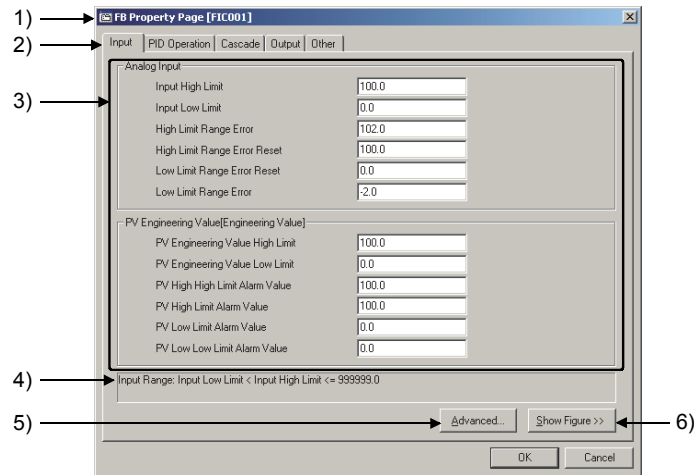 1)
FB Property Page [FIC001]
2)
Input PID Operation Cascade Output Other
3)
Analog Input
Input High Limit 100.0
Input Low Limit 0.0
High Limit Range Error 102.0
High Limit Range Error Reset 100.0
Low Limit Range Error Reset 0.0
Low Limit Range Error -2.0
PV Engineering Value[Engineering Value]
PV Engineering Value High Limit 100.0
PV Engineering Value Low Limit 0.0
PV High High Limit Alarm Value 100.0
PV High Limit Alarm Value 100.0
PV Low Limit Alarm Value 0.0
PV Low Low Limit Alarm Value 0.0
4)
Input Range: Input Low Limit < Input High Limit <= 999999.0
5)
Advanced... Show Figure >>
6)
OK Cancel